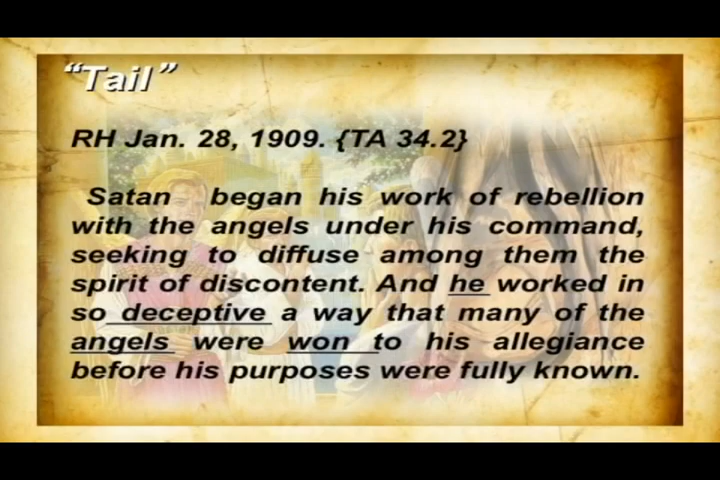 “Tail”
RH Jan. 28, 1909. {TA 34.2}
Satan began his work of rebellion
with the angels under his command,
seeking to diffuse among them the
spirit of discontent. And he worked in
so deceptive a way that many of the
angels were won to his allegiance
before his purposes were fully known.